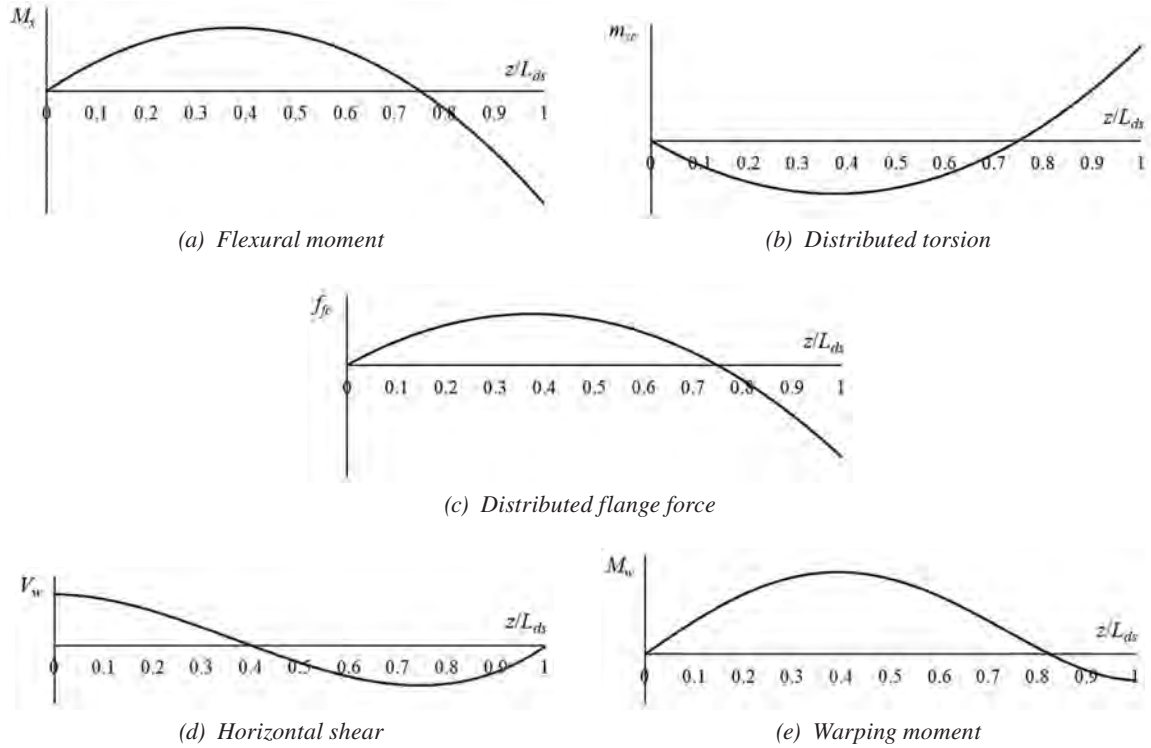 M_x
z/L_ds
0 0.1 0.2 0.3 0.4 0.5 0.6 0.7 0.8 0.9 1
(a) Flexural moment
z/L_ds
0 0.1 0.2 0.3 0.4 0.5 0.6 0.7 0.8 0.9 1
(b) Distributed torsion
z/L_ds
0 0.1 0.2 0.3 0.4 0.5 0.6 0.7 0.8 0.9 1
(c) Distributed flange force
V_w
z/L_ds
0 0.1 0.2 0.3 0.4 0.5 0.6 0.7 0.8 0.9 1
(d) Horizontal shear
M_w
z/L_ds
0 0.1 0.2 0.3 0.4 0.5 0.6 0.7 0.8 0.9 1
(e) Warping moment